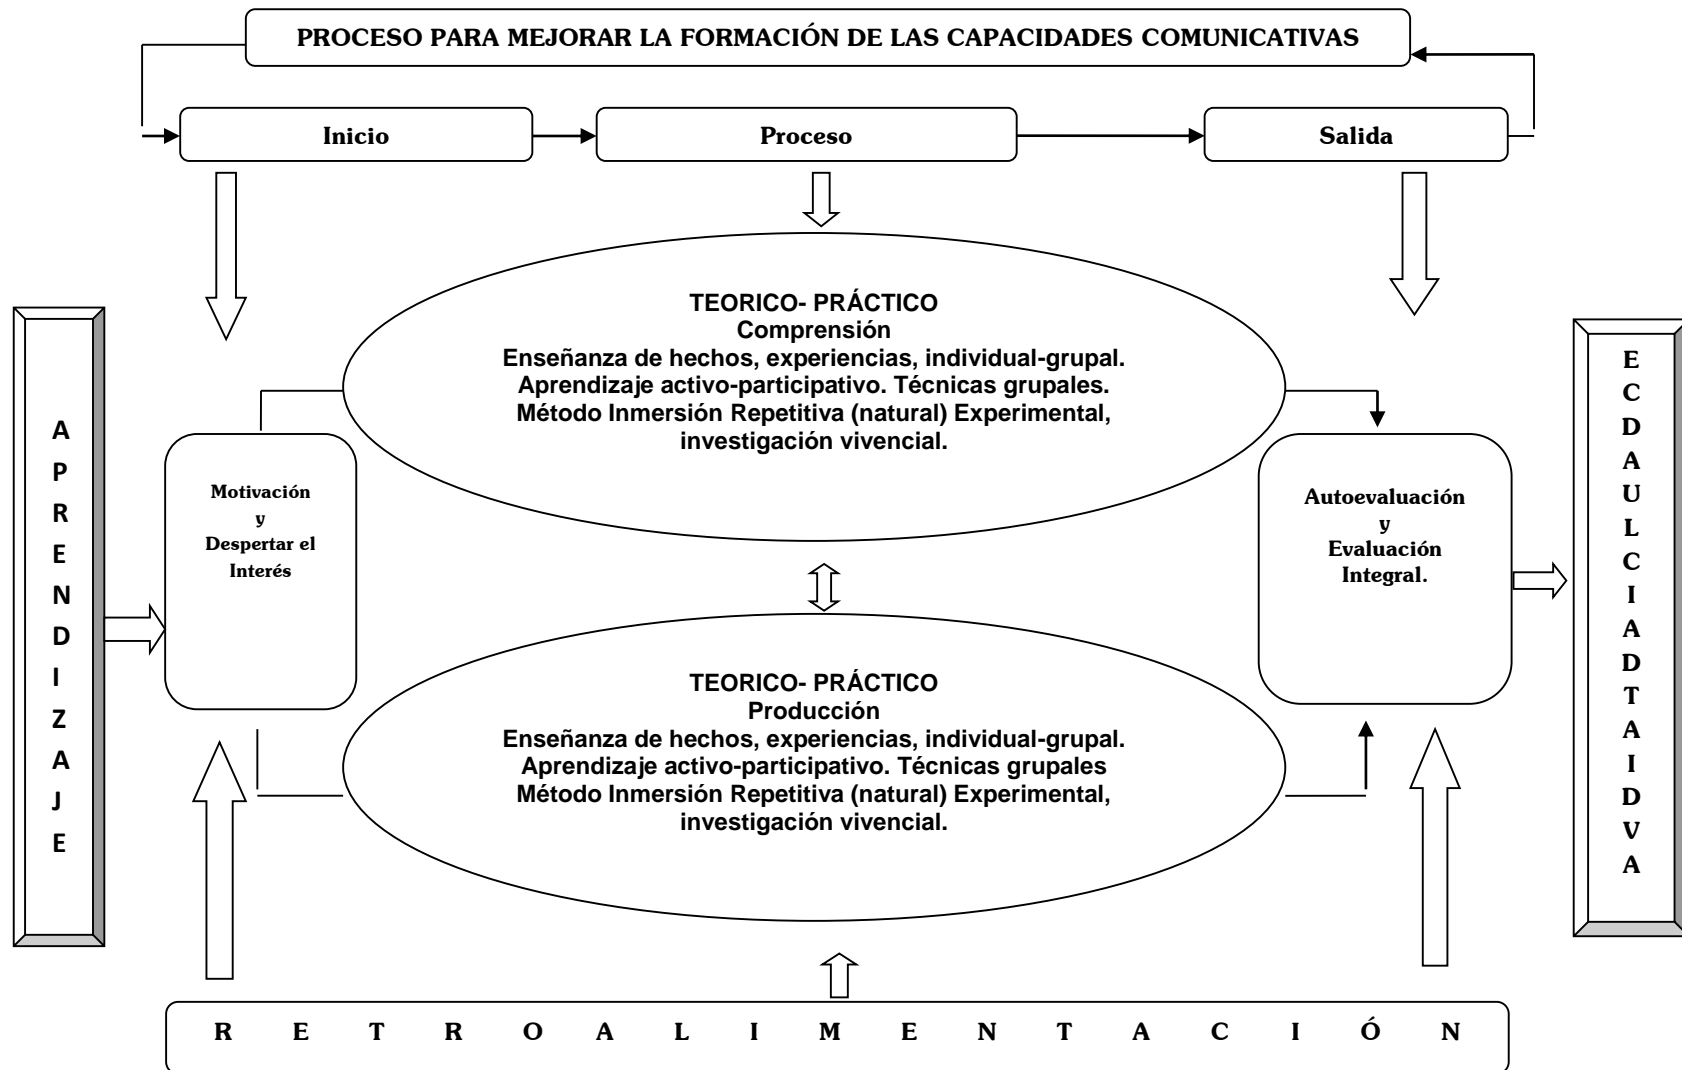 PROCESO PARA MEJORAR LA FORMACIÓN DE LAS CAPACIDADES COMUNICATIVAS
Inicio
Proceso
Salida
TEORICO- PRÁCTICO
Comprensión
Enseñanza de hechos, experiencias, individual-grupal.
Aprendizaje activo-participativo. Técnicas grupales.
Método Inmersión Repetitiva (natural) Experimental,
investigación vivencial.
APRENDIZAJE
Motivación
y
Despertar el
Interés
Autoevaluación
y
Evaluación
Integral.
ECDAULCIADTAIDVA
TEORICO- PRÁCTICO
Producción
Enseñanza de hechos, experiencias, individual-grupal.
Aprendizaje activo-participativo. Técnicas grupales
Método Inmersión Repetitiva (natural) Experimental,
investigación vivencial.
RETROALIMENTACIÓN